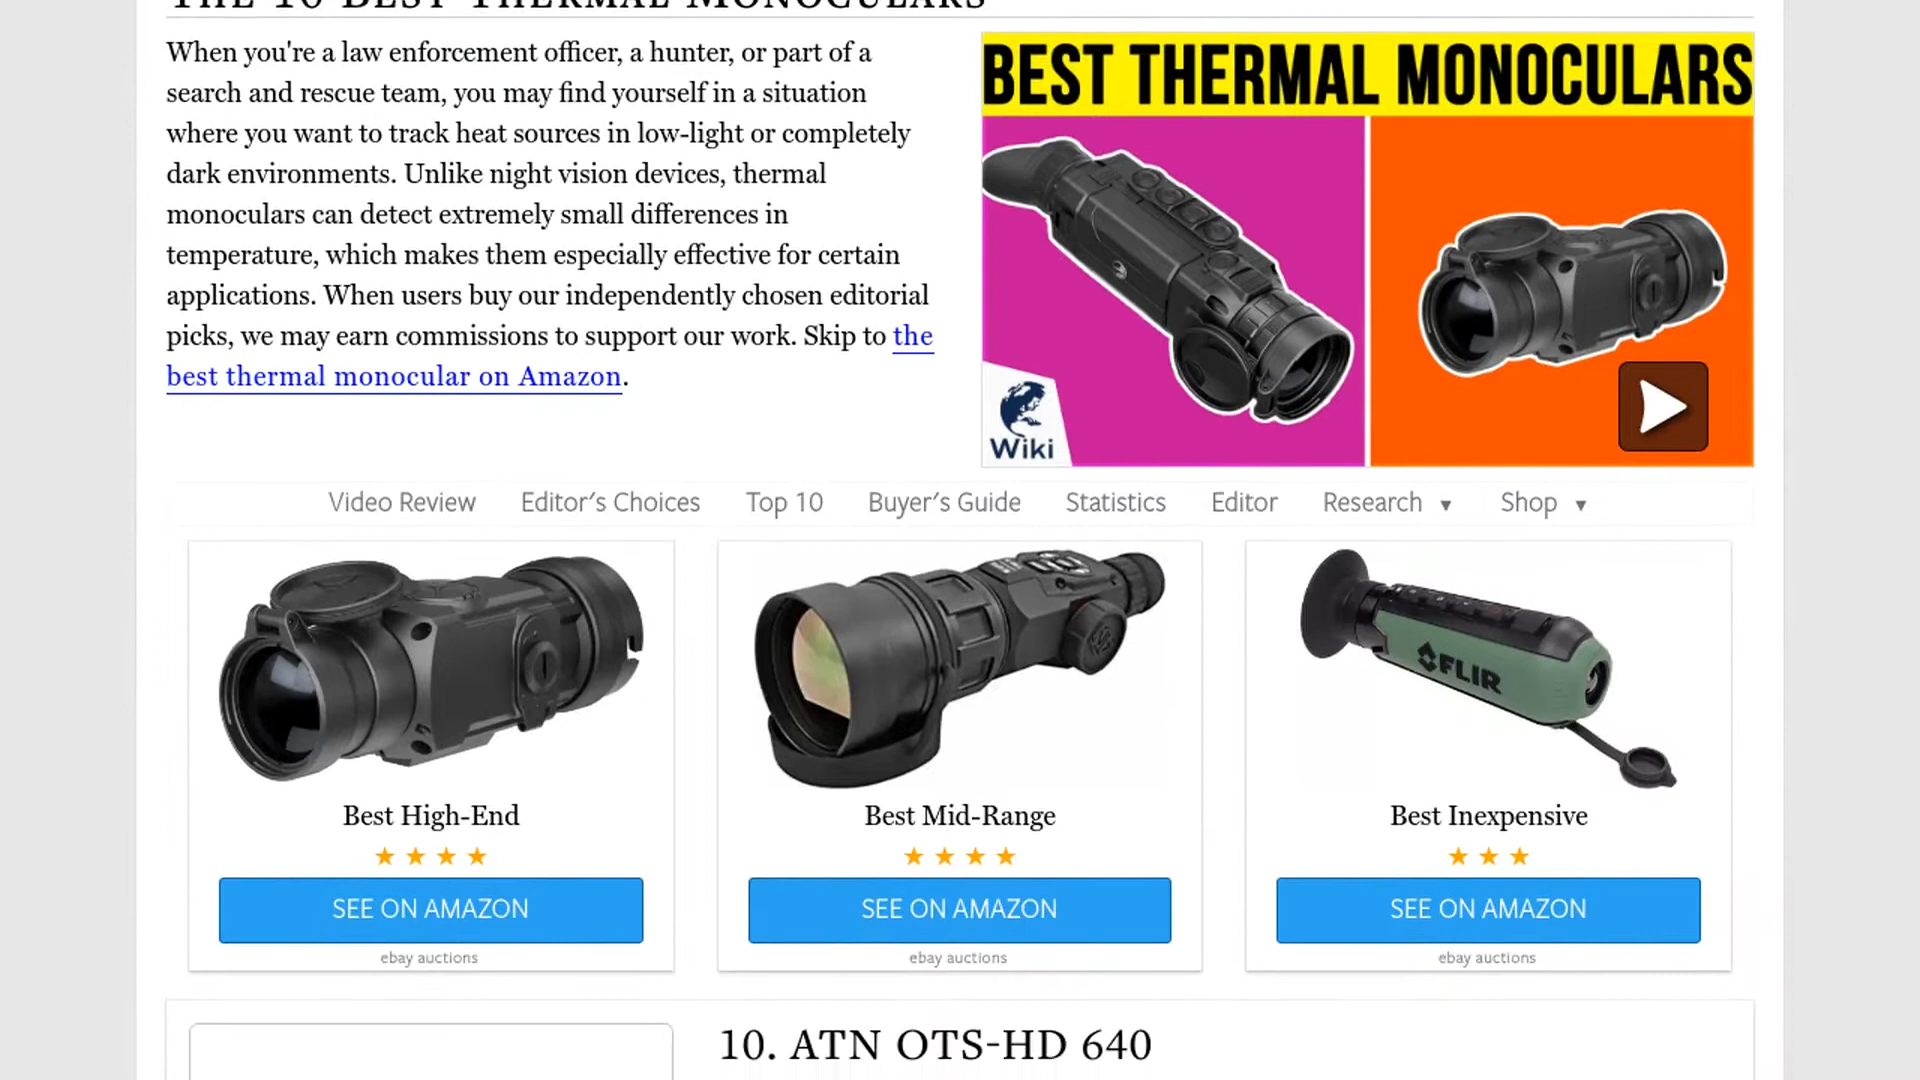 THE 10 BEST THERMAL MONOCULARS
When you're a law enforcement officer, a hunter, or part of a
search and rescue team, you may find yourself in a situation
where you want to track heat sources in low-light or completely
dark environments. Unlike night vision devices, thermal
monoculars can detect extremely small differences in
temperature, which makes them especially effective for certain
applications. When users buy our independently chosen editorial
picks, we may earn commissions to support our work. Skip to the
best thermal monocular on Amazon.
BEST THERMAL MONOCULARS
Wiki
Video Review Editor's Choices Top 10 Buyer's Guide Statistics Editor Research ▼ Shop ▼
FLIR
Best High-End
★ ★ ★ ★
SEE ON AMAZON
ebay auctions
Best Mid-Range
★ ★ ★ ★
SEE ON AMAZON
ebay auctions
Best Inexpensive
★ ★ ★
SEE ON AMAZON
ebay auctions
10. ATN OTS-HD 640